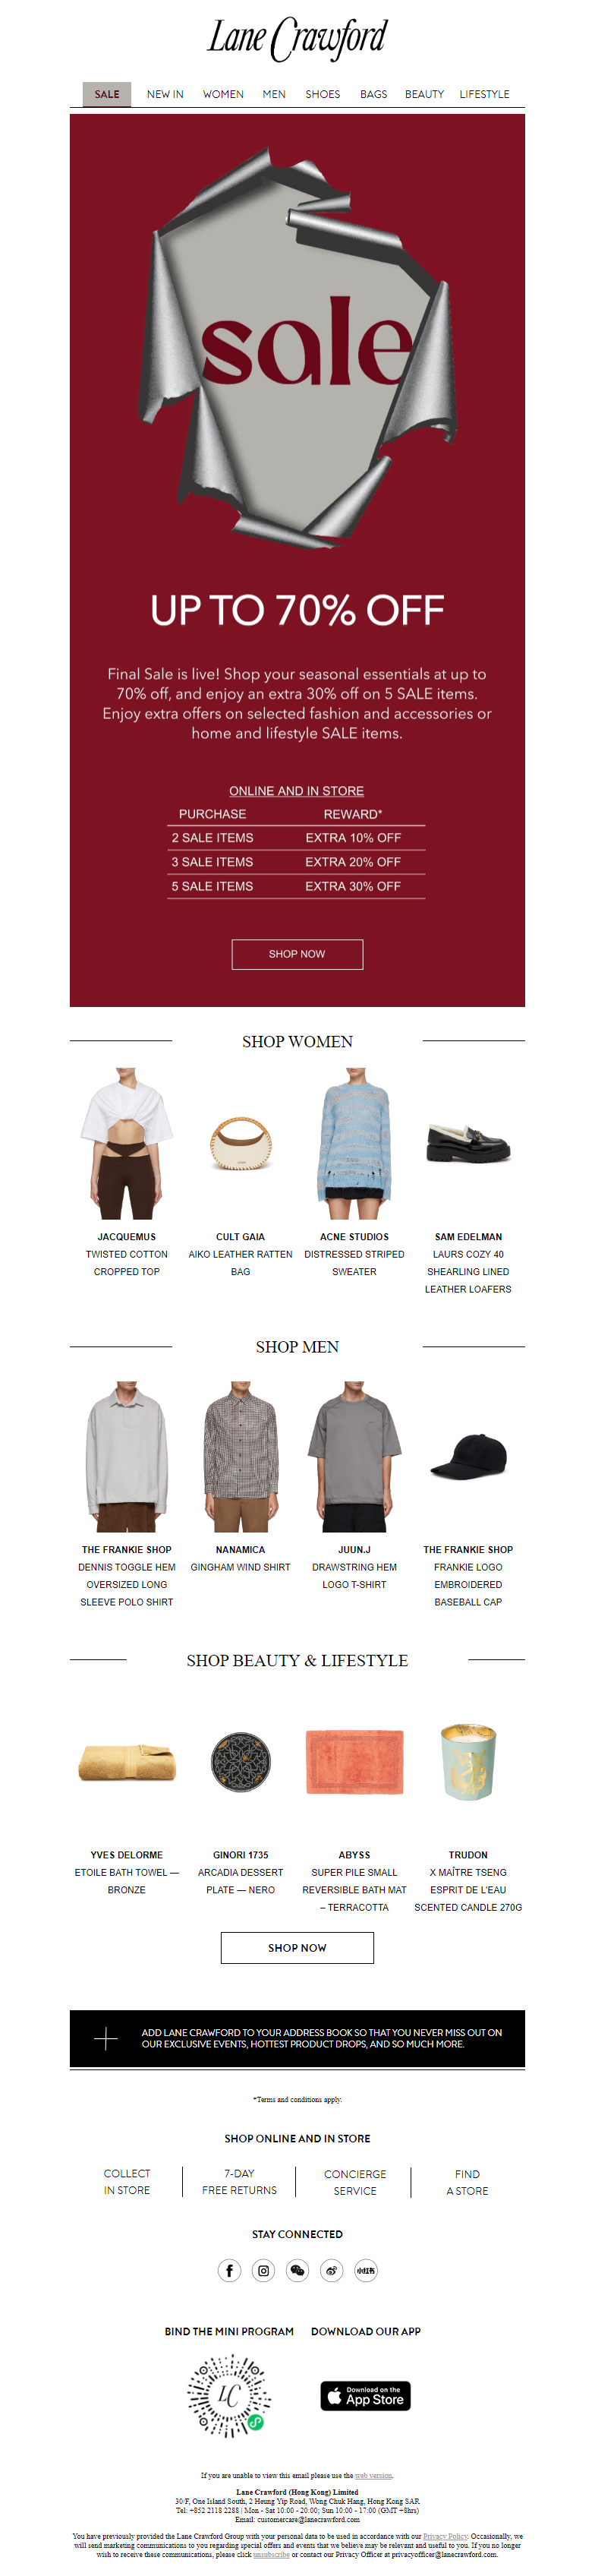 Lane Crawford
SALE NEW IN WOMEN MEN SHOES BAGS BEAUTY LIFESTYLE
sale
UP TO 70% OFF
Final Sale is live! Shop your seasonal essentials at up to
70% off, and enjoy an extra 30% off on 5 SALE items.
Enjoy extra offers on selected fashion and accessories or
home and lifestyle SALE items.
ONLINE AND IN STORE
PURCHASE REWARD*
2 SALE ITEMS EXTRA 10% OFF
3 SALE ITEMS EXTRA 20% OFF
5 SALE ITEMS EXTRA 30% OFF
SHOP NOW
SHOP WOMEN
JACQUEMUS
TWISTED COTTON
CROPPED TOP
CULT GAIA
AIKO LEATHER RATTEN
BAG
ACNE STUDIOS
DISTRESSED STRIPED
SWEATER
SAM EDELMAN
LAURS COZY 40
SHEARLING LINED
LEATHER LOAFERS
SHOP MEN
THE FRANKIE SHOP
DENNIS TOGGLE HEM
OVERSIZED LONG
SLEEVE POLO SHIRT
NANAMICA
GINGHAM WIND SHIRT
JUUN.J
DRAWSTRING HEM
LOGO T-SHIRT
THE FRANKIE SHOP
FRANKIE LOGO
EMBROIDERED
BASEBALL CAP
SHOP BEAUTY & LIFESTYLE
YVES DELORME
ETOILE BATH TOWEL —
BRONZE
GINORI 1735
ARCADIA DESSERT
PLATE — NERO
ABYSS
SUPER PILE SMALL
REVERSIBLE BATH MAT
– TERRACOTTA
TRUDON
X MAÎTRE TSENG
ESPRIT DE L'EAU
SCENTED CANDLE 270G
SHOP NOW
ADD LANE CRAWFORD TO YOUR ADDRESS BOOK SO THAT YOU NEVER MISS OUT ON
OUR EXCLUSIVE EVENTS, HOTTEST PRODUCT DROPS, AND SO MUCH MORE.
*Terms and conditions apply.
SHOP ONLINE AND IN STORE
COLLECT
IN STORE
7-DAY
FREE RETURNS
CONCIERGE
SERVICE
FIND
A STORE
STAY CONNECTED
小红书
BIND THE MINI PROGRAM DOWNLOAD OUR APP
LC
Download on the
App Store
If you are unable to view this email please use the web version.
Lane Crawford (Hong Kong) Limited
30/F, One Island South, 2 Heung Yip Road, Wong Chuk Hang, Hong Kong SAR
Tel: +852 2118 2288 | Mon - Sat 10:00 - 20:00; Sun 10:00 - 17:00 (GMT +8hrs)
Email: customercare@lanecrawford.com
You have previously provided the Lane Crawford Group with your personal data to be used in accordance with our Privacy Policy. Occasionally, we
will send marketing communications to you regarding special offers and events that we believe may be relevant and useful to you. If you no longer
wish to receive these communications, please click unsubscribe or contact our Privacy Officer at privacyofficer@lanecrawford.com.